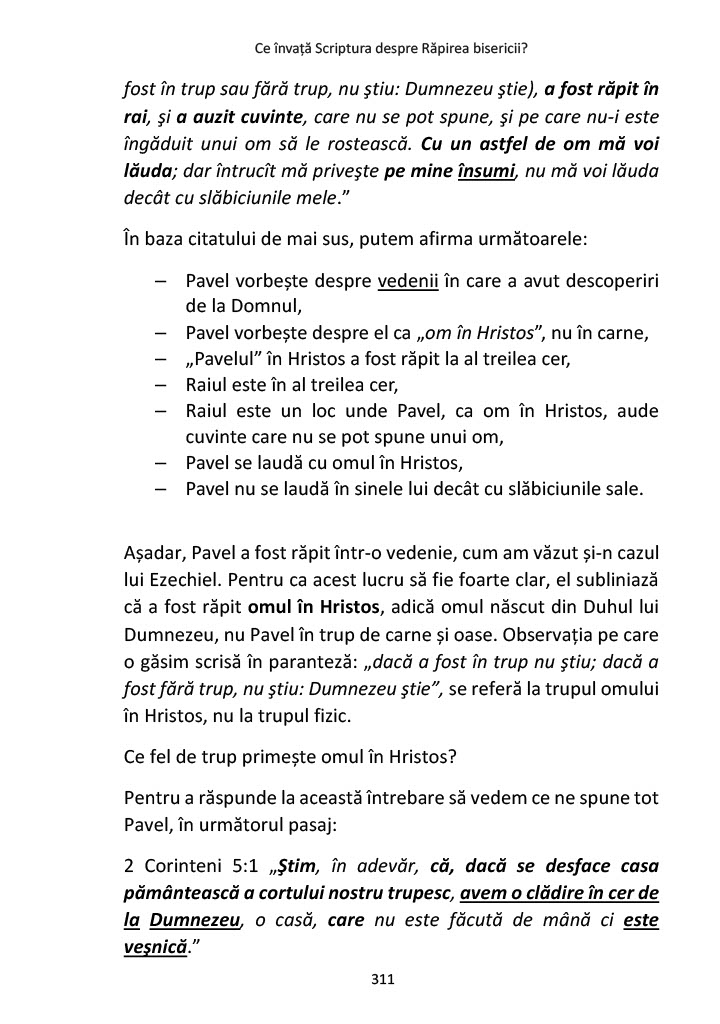 Ce învață Scriptura despre Răpirea bisericii?
fost în trup sau fără trup, nu ştiu: Dumnezeu ştie), a fost răpit în
rai, şi a auzit cuvinte, care nu se pot spune, şi pe care nu-i este
îngăduit unui om să le rostească. Cu un astfel de om mă voi
lăuda; dar întrucît mă priveşte pe mine însumi, nu mă voi lăuda
decât cu slăbiciunile mele.”
În baza citatului de mai sus, putem afirma următoarele:
– Pavel vorbește despre vedenii în care a avut descoperiri
de la Domnul,
– Pavel vorbește despre el ca „om în Hristos”, nu în carne,
– „Pavelul” în Hristos a fost răpit la al treilea cer,
– Raiul este în al treilea cer,
– Raiul este un loc unde Pavel, ca om în Hristos, aude
cuvinte care nu se pot spune unui om,
– Pavel se laudă cu omul în Hristos,
– Pavel nu se laudă în sinele lui decât cu slăbiciunile sale.
Așadar, Pavel a fost răpit într-o vedenie, cum am văzut și-n cazul
lui Ezechiel. Pentru ca acest lucru să fie foarte clar, el subliniază
că a fost răpit omul în Hristos, adică omul născut din Duhul lui
Dumnezeu, nu Pavel în trup de carne și oase. Observația pe care
o găsim scrisă în paranteză: „dacă a fost în trup nu ştiu; dacă a
fost fără trup, nu ştiu: Dumnezeu ştie”, se referă la trupul omului
în Hristos, nu la trupul fizic.
Ce fel de trup primește omul în Hristos?
Pentru a răspunde la această întrebare să vedem ce ne spune tot
Pavel, în următorul pasaj:
2 Corinteni 5:1 „Ştim, în adevăr, că, dacă se desface casa
pământească a cortului nostru trupesc, avem o clădire în cer de
la Dumnezeu, o casă, care nu este făcută de mână ci este
veşnică.”
311